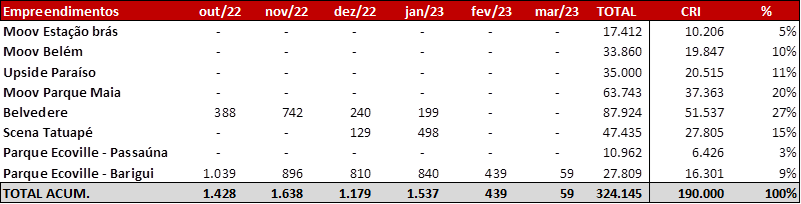 Empreendimentos out/22 nov/22 dez/22 jan/23 fev/23 mar/23 TOTAL CRI %
Moov Estação brás - - - - - - 17.412 10.206 5%
Moov Belém - - - - - - 33.860 19.847 10%
Upside Paraíso - - - - - - 35.000 20.515 11%
Moov Parque Maia - - - - - - 63.743 37.363 20%
Belvedere 388 742 240 199 - - 87.924 51.537 27%
Scena Tatuapé - - 129 498 - - 47.435 27.805 15%
Parque Ecoville - Passaúna - - - - - - 10.962 6.426 3%
Parque Ecoville - Barigui 1.039 896 810 840 439 59 27.809 16.301 9%
TOTAL ACUM. 1.428 1.638 1.179 1.537 439 59 324.145 190.000 100%